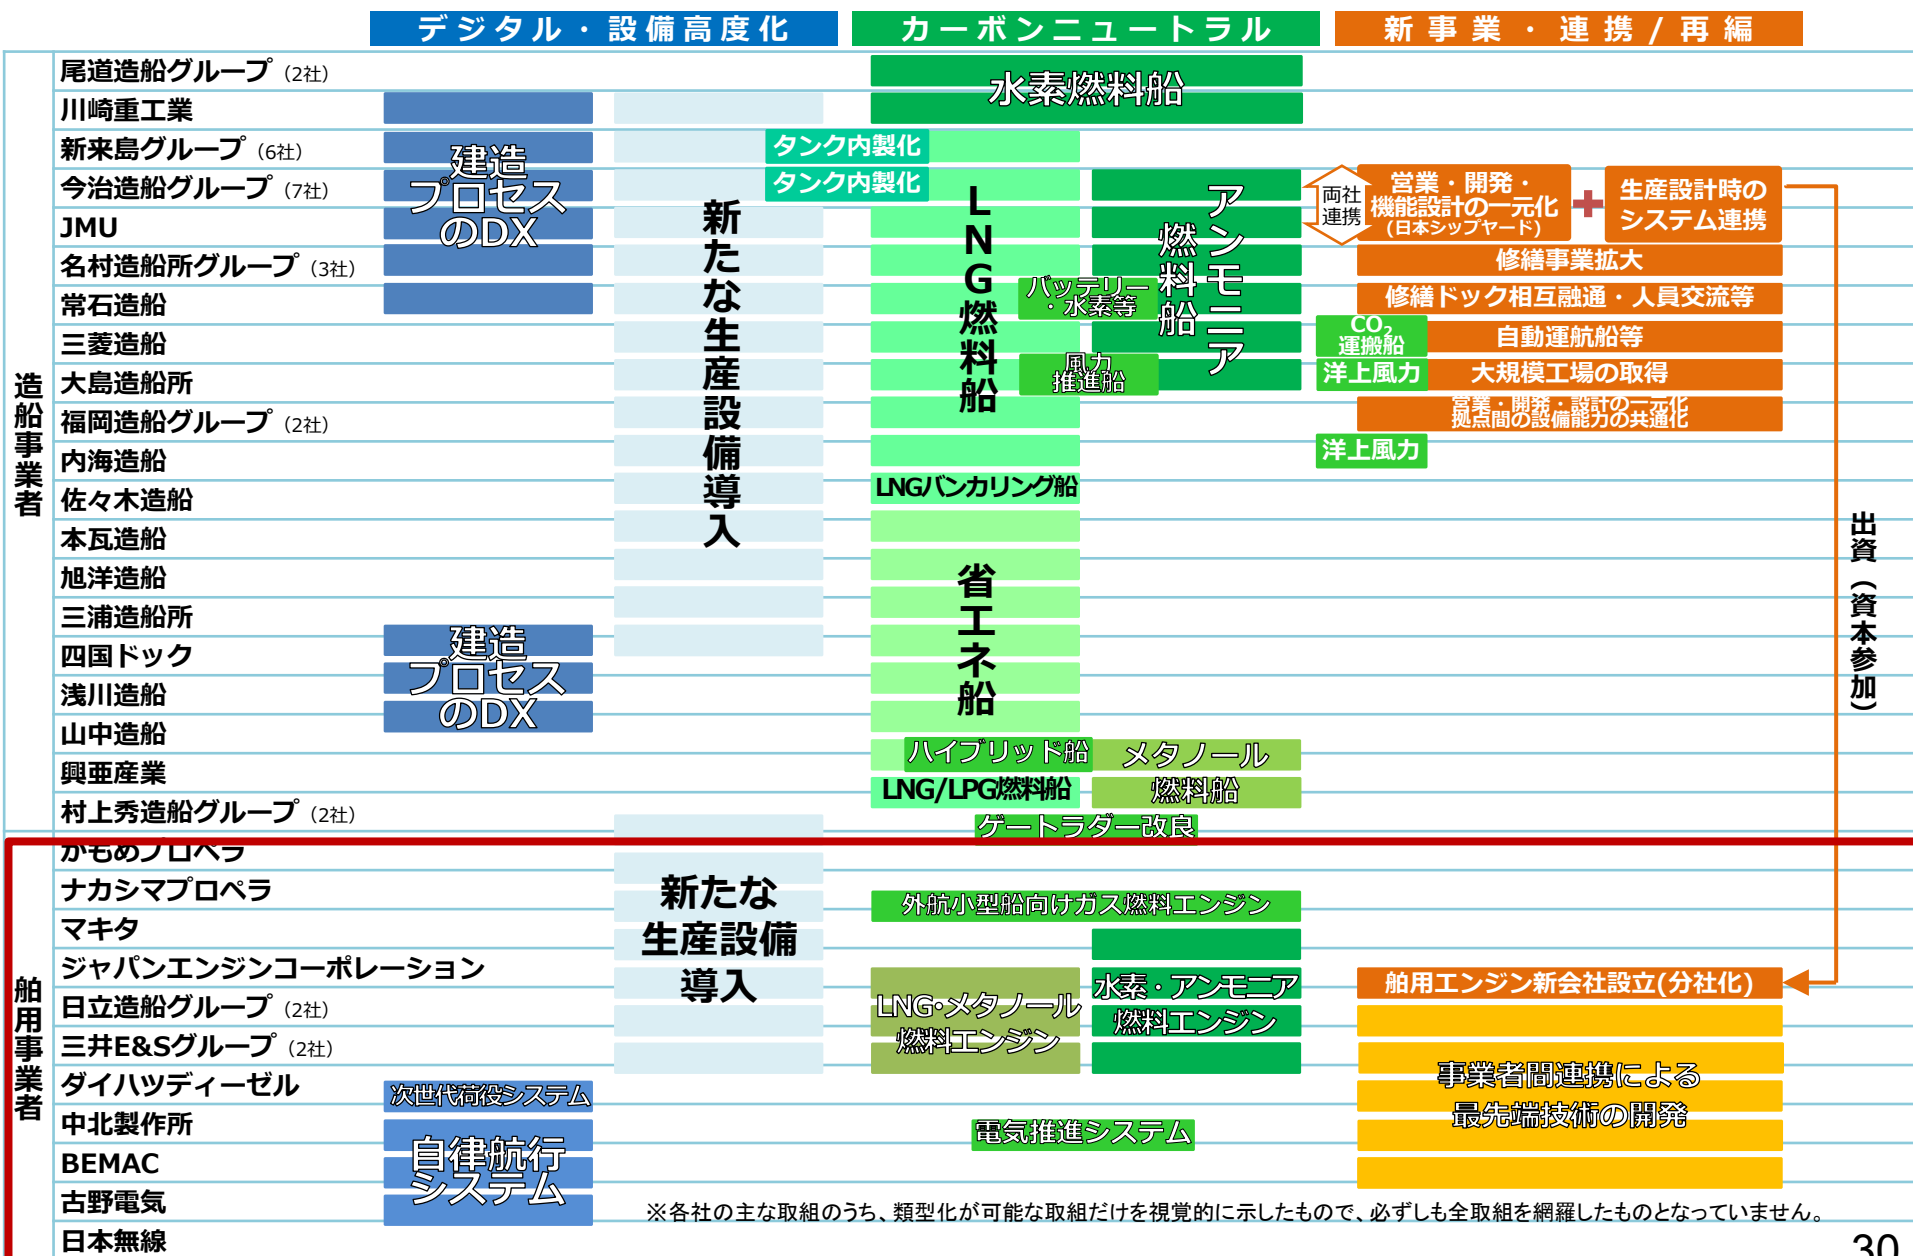 デジタル・設備高度化
カーボンニュートラル
新事業・連携/再編
造船事業者
尾道造船グループ（2社）
川崎重工業
新来島グループ（6社）
今治造船グループ（7社）
JMU
名村造船所グループ（3社）
常石造船
三菱造船
大島造船所
福岡造船グループ（2社）
内海造船
佐々木造船
本瓦造船
旭洋造船
三浦造船所
四国ドック
浅川造船
山中造船
興亜産業
村上秀造船グループ（2社）
舶用事業者
かもめプロペラ
ナカシマプロペラ
マキタ
ジャパンエンジンコーポレーション
日立造船グループ（2社）
三井E&Sグループ（2社）
ダイハツディーゼル
中北製作所
BEMAC
古野電気
日本無線
建造
プロセス
のDX
建造
プロセス
のDX
次世代荷役システム
自律航行
システム
新たな生産設備導入
新たな
生産設備
導入
水素燃料船
タンク内製化
タンク内製化
LNG燃料船
アンモニア
燃料船
バッテリー
・水素等
風力
推進船
LNGバンカリング船
省エネ船
ハイブリッド船
メタノール
燃料船
LNG/LPG燃料船
ゲートラダー改良
外航小型船向けガス燃料エンジン
LNG・メタノール
燃料エンジン
水素・アンモニア
燃料エンジン
電気推進システム
両社
連携
営業・開発・
機能設計の一元化
(日本シップヤード)
+
生産設計時の
システム連携
修繕事業拡大
修繕ドック相互融通・人員交流等
CO₂
運搬船
自動運航船等
洋上風力
大規模工場の取得
営業・開発・設計の一元化
拠点間の設備能力の共通化
洋上風力
出資（資本参加）
舶用エンジン新会社設立(分社化)
事業者間連携による
最先端技術の開発
※各社の主な取組のうち、類型化が可能な取組だけを視覚的に示したもので、必ずしも全取組を網羅したものとなっていません。
30